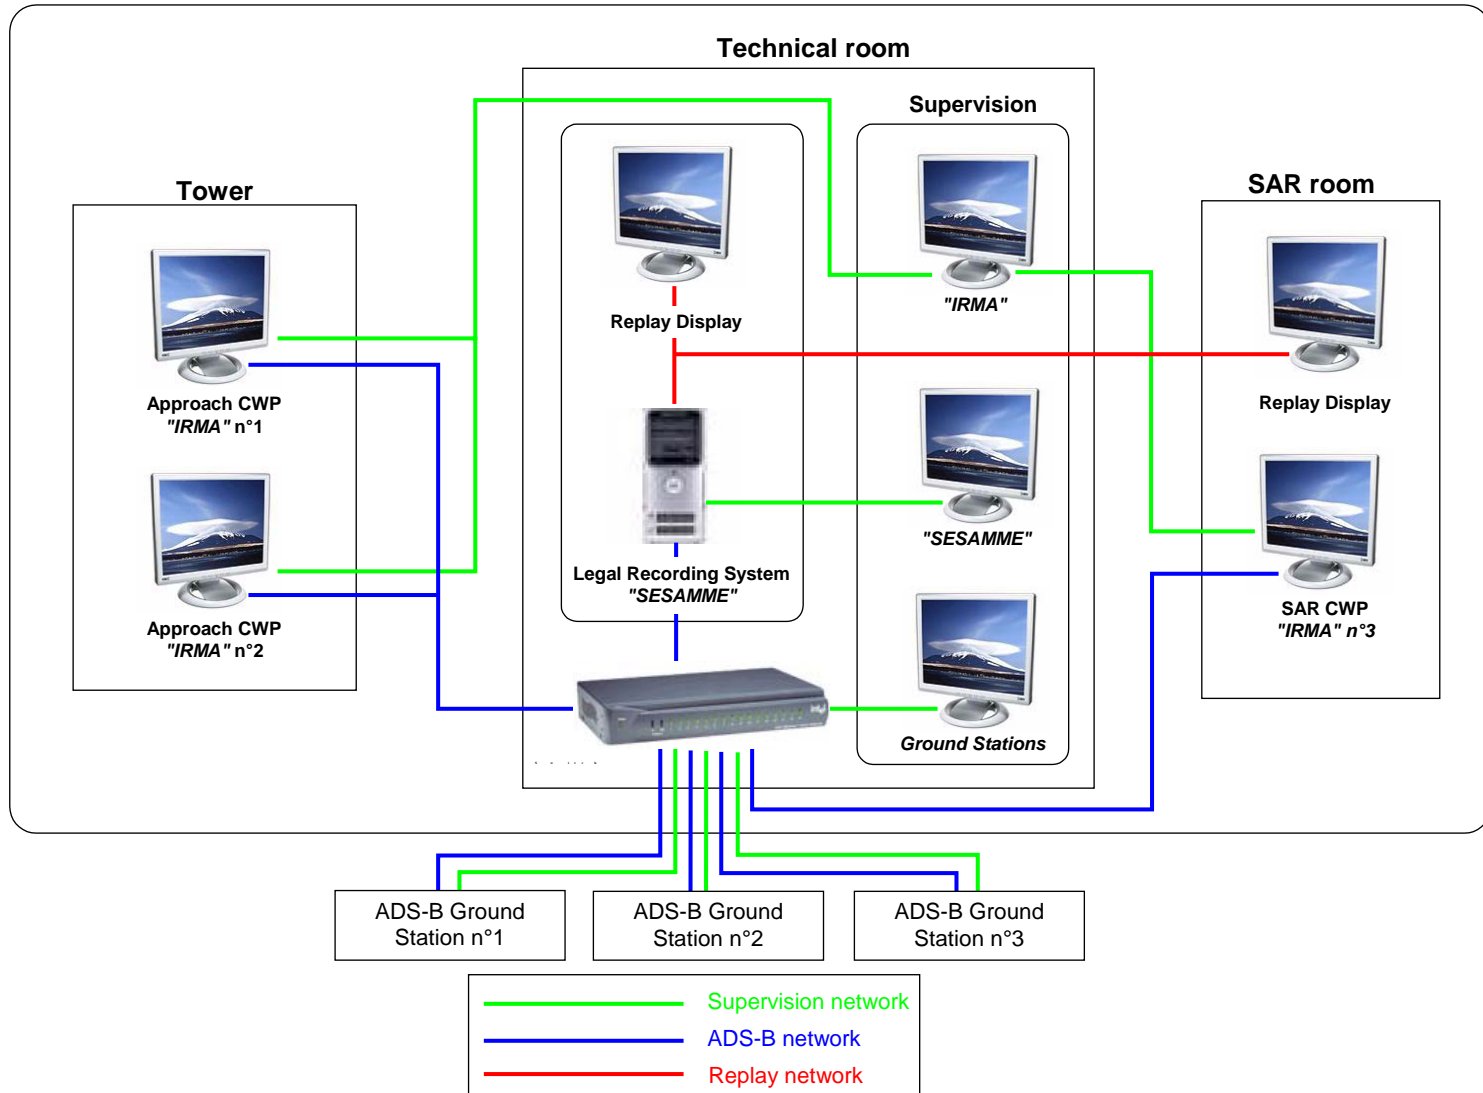 Technical room
Supervision
Tower
SAR room
"IRMA"
Replay Display
Approach CWP
"IRMA" n°1
Replay Display
"SESAMME"
Legal Recording System
"SESAMME"
Approach CWP
"IRMA" n°2
SAR CWP
"IRMA" n°3
Ground Stations
intel
ADS-B Ground
Station n°1
ADS-B Ground
Station n°2
ADS-B Ground
Station n°3
Supervision network
ADS-B network
Replay network